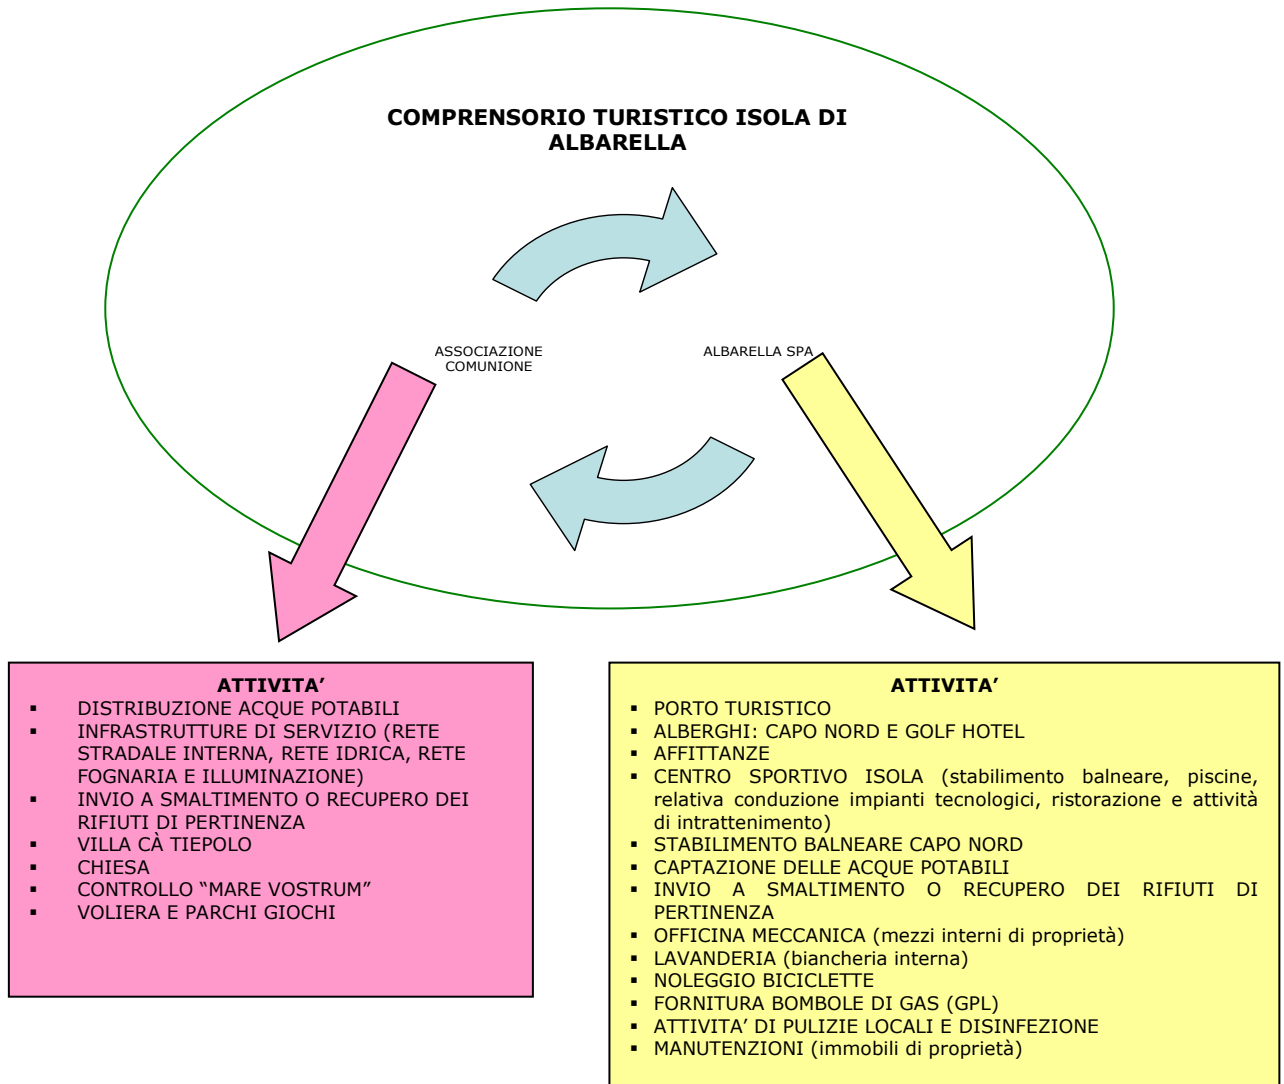 COMPRENSORIO TURISTICO ISOLA DI
ALBARELLA
ASSOCIAZIONE
COMUNIONE
ALBARELLA SPA
ATTIVITA’
▪ DISTRIBUZIONE ACQUE POTABILI
▪ INFRASTRUTTURE DI SERVIZIO (RETE
STRADALE INTERNA, RETE IDRICA, RETE
FOGNARIA E ILLUMINAZIONE)
▪ INVIO A SMALTIMENTO O RECUPERO DEI
RIFIUTI DI PERTINENZA
▪ VILLA CÀ TIEPOLO
▪ CHIESA
▪ CONTROLLO “MARE VOSTRUM”
▪ VOLIERA E PARCHI GIOCHI
ATTIVITA’
▪ PORTO TURISTICO
▪ ALBERGHI: CAPO NORD E GOLF HOTEL
▪ AFFITTANZE
▪ CENTRO SPORTIVO ISOLA (stabilimento balneare, piscine,
relativa conduzione impianti tecnologici, ristorazione e attività
di intrattenimento)
▪ STABILIMENTO BALNEARE CAPO NORD
▪ CAPTAZIONE DELLE ACQUE POTABILI
▪ INVIO A SMALTIMENTO O RECUPERO DEI RIFIUTI DI
PERTINENZA
▪ OFFICINA MECCANICA (mezzi interni di proprietà)
▪ LAVANDERIA (biancheria interna)
▪ NOLEGGIO BICICLETTE
▪ FORNITURA BOMBOLE DI GAS (GPL)
▪ ATTIVITA’ DI PULIZIE LOCALI E DISINFEZIONE
▪ MANUTENZIONI (immobili di proprietà)